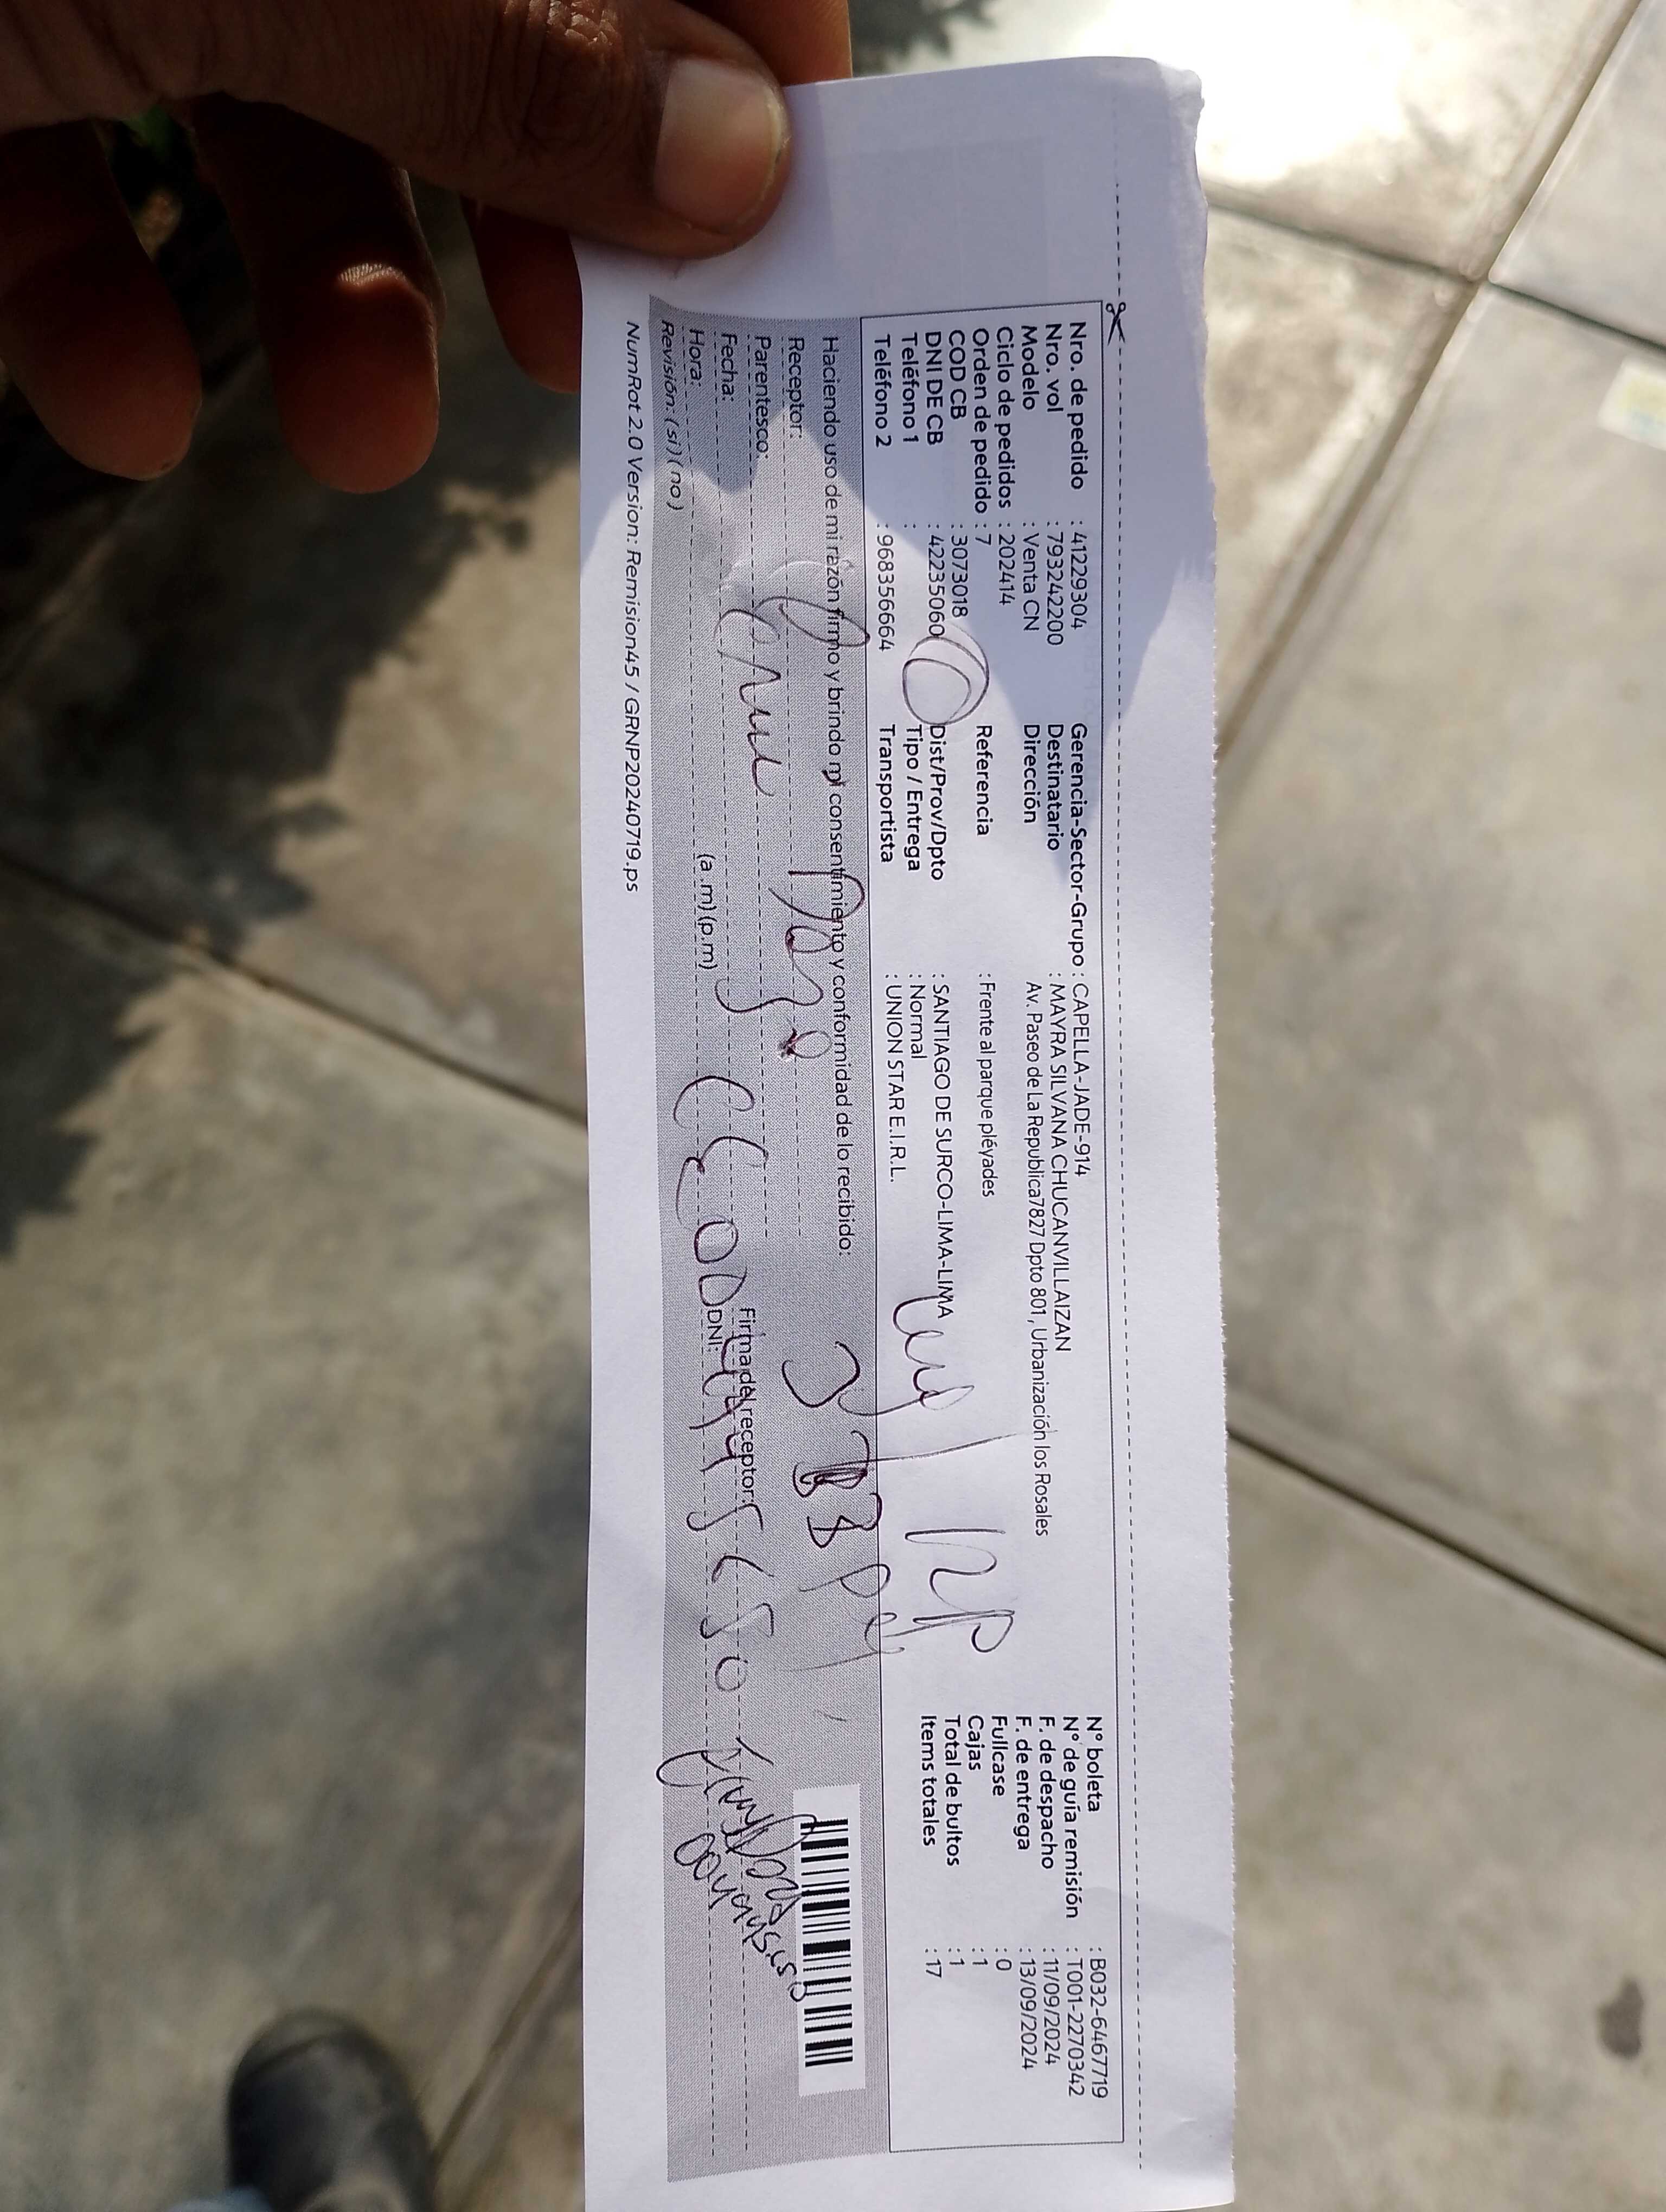 Nro. de pedido : 41229304
Nro. vol : 793242200
Modelo : Venta CN
Ciclo de pedidos : 202414
Orden de pedido : 7
COD CB : 3073018
DNI DE CB : 42235060
Teléfono 1 :
Teléfono 2 : 968356664
Gerencia-Sector-Grupo : CAPELLA-JADE-914
Destinatario : MAYRA SILVANA CHUCANVILLAIZAN
Dirección Av. Paseo de La Republica7827 Dpto 801, Urbanización los Rosales
Referencia : Frente al parque pléyades
Dist/Prov/Dpto : SANTIAGO DE SURCO-LIMA-LIMA
Tipo / Entrega : Normal
Transportista : UNION STAR E.I.R.L.
N° boleta : B032-6467719
N° de guía remisión : T001-2270342
F. de despacho : 11/09/2024
F. de entrega : 13/09/2024
Fullcase : 0
Cajas : 1
Total de bultos : 1
Items totales : 17
Haciendo uso de mi razón firmo y brindo mi consentimiento y conformidad de lo recibido:
Receptor:
Parentesco:
Fecha:
Hora: (a.m) (p.m)
Revisión: (si) (no)
Firma del receptor:
DNI:
NumRot 2.0 Version: Remision45 / GRNP20240719.ps